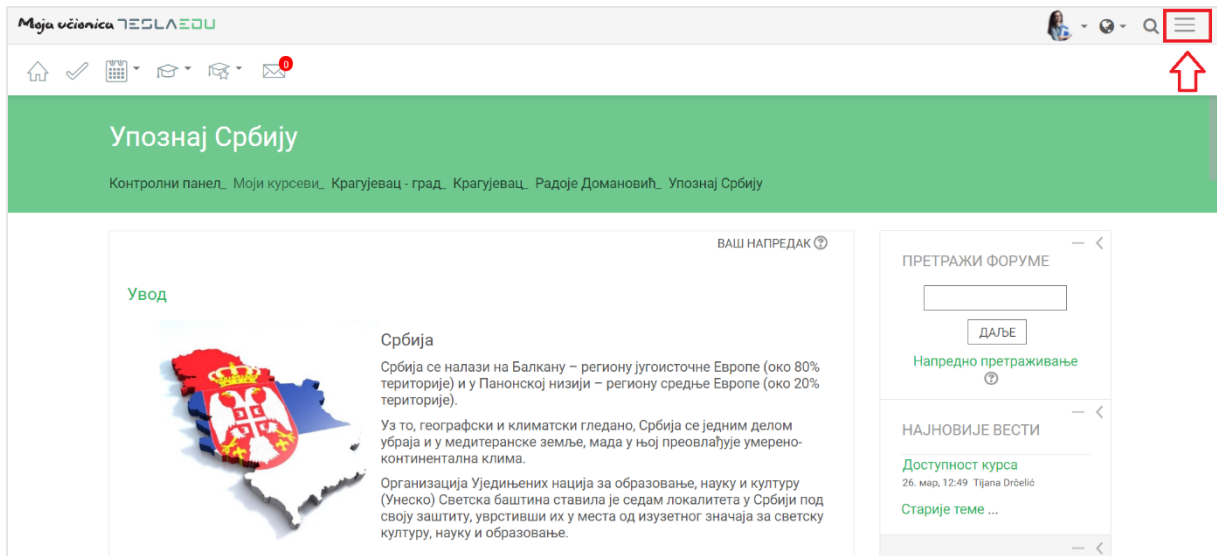 Moja učionica TESLAEDU
0
Упознај Србију
Контролни панел_ Моји курсеви_ Крагујевац - град_ Крагујевац_ Радоје Домановић_ Упознај Србију
ВАШ НАПРЕДАК
Увод
Србија
Србија се налази на Балкану – региону југоисточне Европе (око 80%
територије) и у Панонској низији – региону средње Европе (око 20%
територије).
Уз то, географски и климатски гледано, Србија се једним делом
убраја и у медитеранске земље, мада у њој преовлађује умерено-
континентална клима.
Организација Уједињених нација за образовање, науку и културу
(Унеско) Светска баштина ставила је седам локалитета у Србији под
своју заштиту, уврстивши их у места од изузетног значаја за светску
културу, науку и образовање.
ПРЕТРАЖИ ФОРУМЕ
ДАЉЕ
Напредно претраживање
НАЈНОВИЈЕ ВЕСТИ
Доступност курса
26. мар, 12:49 Tijana Drčelić
Старије теме ...